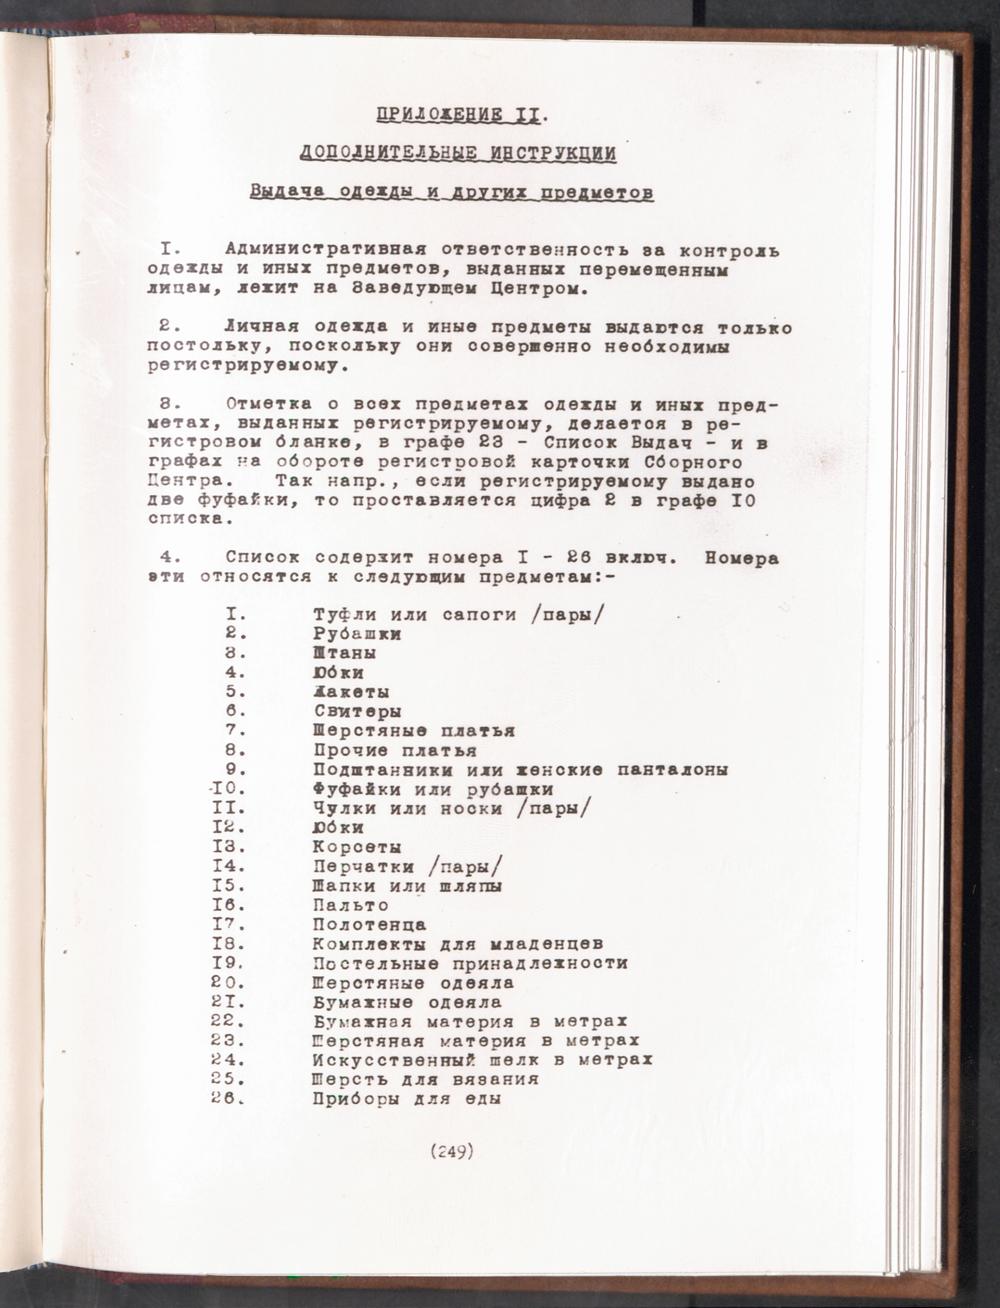 ПРИЛОЖЕНИЕ II.
ДОПОЛНИТЕЛЬНЫЕ ИНСТРУКЦИИ
Выдача одежды и других предметов
I. Административная ответственность за контроль
одежды и иных предметов, выданных перемещенным
лицам, лежит на Заведующем Центром.
2. Личная одежда и иные предметы выдаются только
постольку, поскольку они совершенно необходимы
регистрируемому.
3. Отметка о всех предметах одежды и иных пред-
метах, выданных регистрируемому, делается в ре-
гистровом бланке, в графе 23 - Список Выдач - и в
графах на обороте регистровой карточки Сборного
Центра. Так напр., если регистрируемому выдано
две фуфайки, то проставляется цифра 2 в графе IO
списка.
4. Список содержит номера I - 26 включ. Номера
эти относятся к следующим предметам:-
I. Туфли или сапоги /пары/
2. Рубашки
3. Штаны
4. Юбки
5. Жакеты
6. Свитеры
7. Шерстяные платья
8. Прочие платья
9. Подштанники или женские панталоны
-IO. Фуфайки или рубашки
II. Чулки или носки /пары/
I2. Юбки
I3. Корсеты
I4. Перчатки /пары/
I5. Шапки или шляпы
I6. Пальто
I7. Полотенца
I8. Комплекты для младенцев
I9. Постельные принадлежности
20. Шерстяные одеяла
2I. Бумажные одеяла
22. Бумажная материя в метрах
23. Шерстяная материя в метрах
24. Искусственный шелк в метрах
25. Шерсть для вязания
26. Приборы для еды
(249)